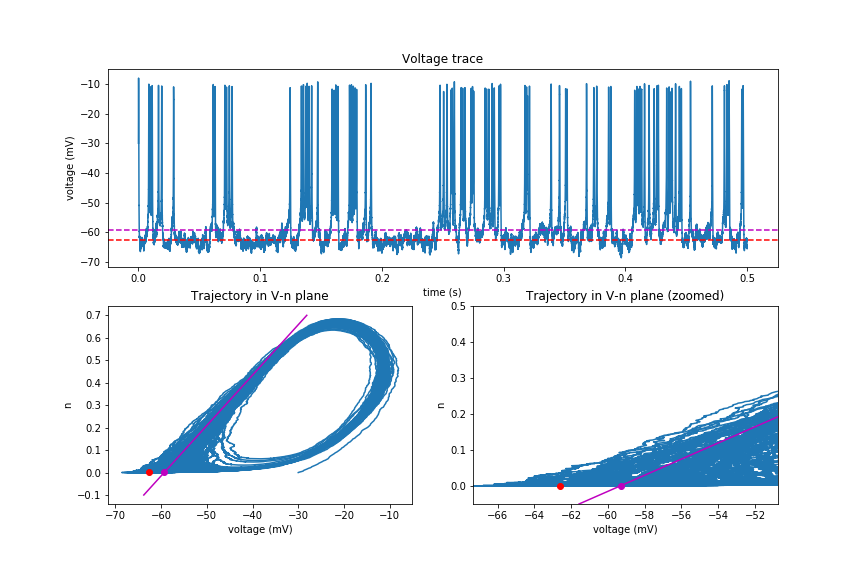 Voltage trace
voltage (mV)
−10
−20
−30
−40
−50
−60
−70
0.0 0.1 0.2 0.3 0.4 0.5
time (s)
Trajectory in V-n plane
n
0.7
0.6
0.5
0.4
0.3
0.2
0.1
0.0
−0.1
−70 −60 −50 −40 −30 −20 −10
voltage (mV)
Trajectory in V-n plane (zoomed)
n
0.5
0.4
0.3
0.2
0.1
0.0
−66 −64 −62 −60 −58 −56 −54 −52
voltage (mV)